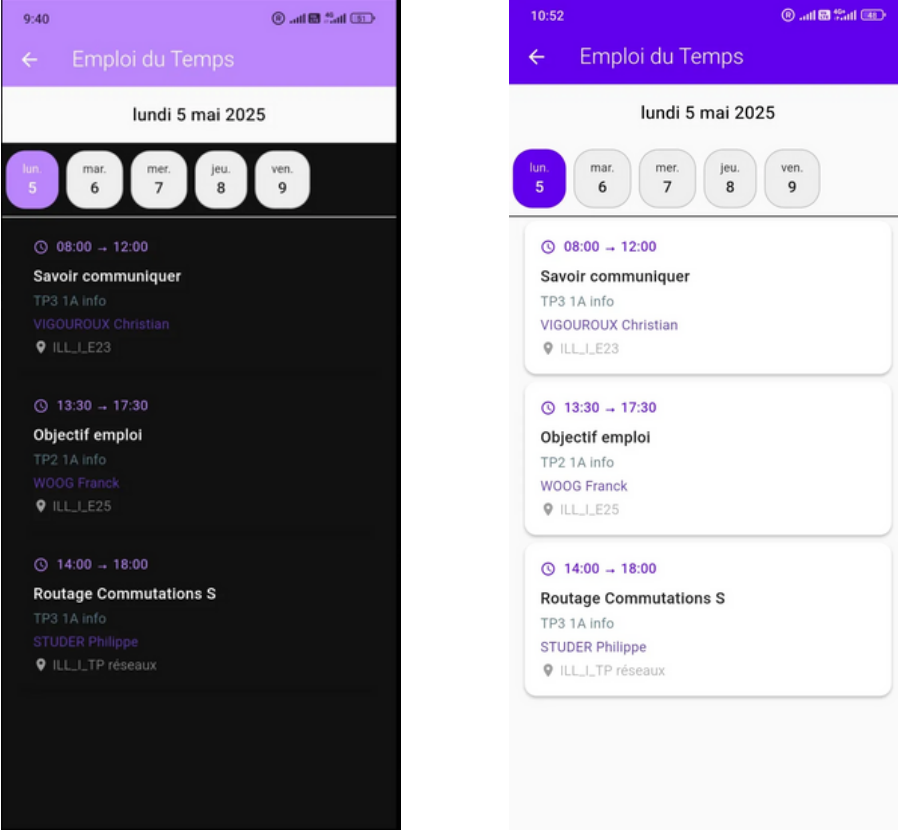 9:40
51
Emploi du Temps
lundi 5 mai 2025
lun. mar. mer. jeu. ven.
5 6 7 8 9
08:00 → 12:00
Savoir communiquer
TP3 1A info
VIGOUROUX Christian
ILL_I_E23
13:30 → 17:30
Objectif emploi
TP2 1A info
WOOG Franck
ILL_I_E25
14:00 → 18:00
Routage Commutations S
TP3 1A info
STUDER Philippe
ILL_I_TP réseaux
10:52
48
Emploi du Temps
lundi 5 mai 2025
lun. mar. mer. jeu. ven.
5 6 7 8 9
08:00 → 12:00
Savoir communiquer
TP3 1A info
VIGOUROUX Christian
ILL_I_E23
13:30 → 17:30
Objectif emploi
TP2 1A info
WOOG Franck
ILL_I_E25
14:00 → 18:00
Routage Commutations S
TP3 1A info
STUDER Philippe
ILL_I_TP réseaux